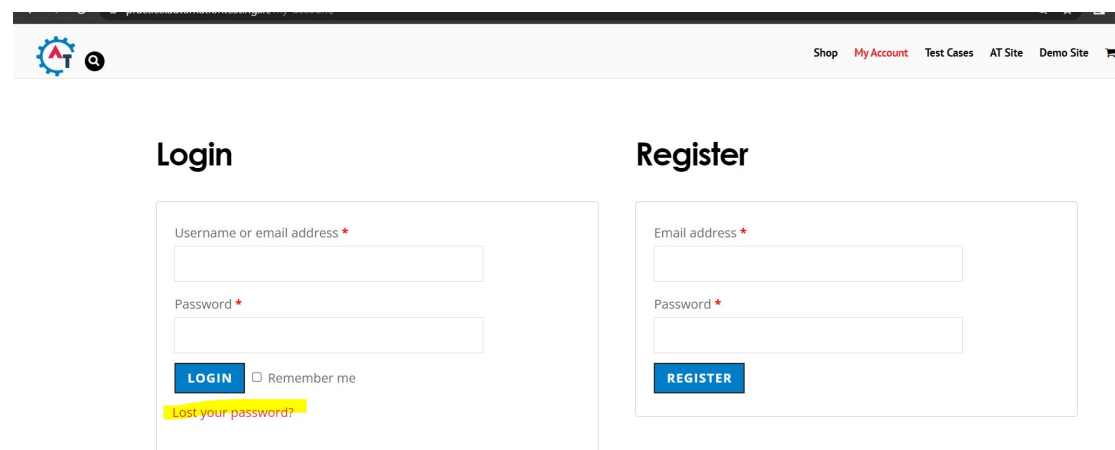 Shop My Account Test Cases AT Site Demo Site
Login
Username or email address *
Password *
LOGIN Remember me
Lost your password?
Register
Email address *
Password *
REGISTER